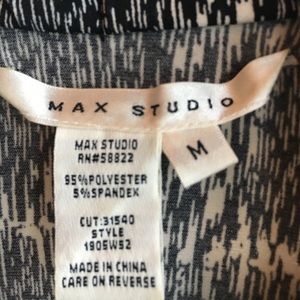 MAX STUDIO
M
MAX STUDIO
RN#58822
95%POLYESTER
5%SPANDEX
CUT:31540
STYLE
1905W52
MADE IN CHINA
CARE ON REVERSE